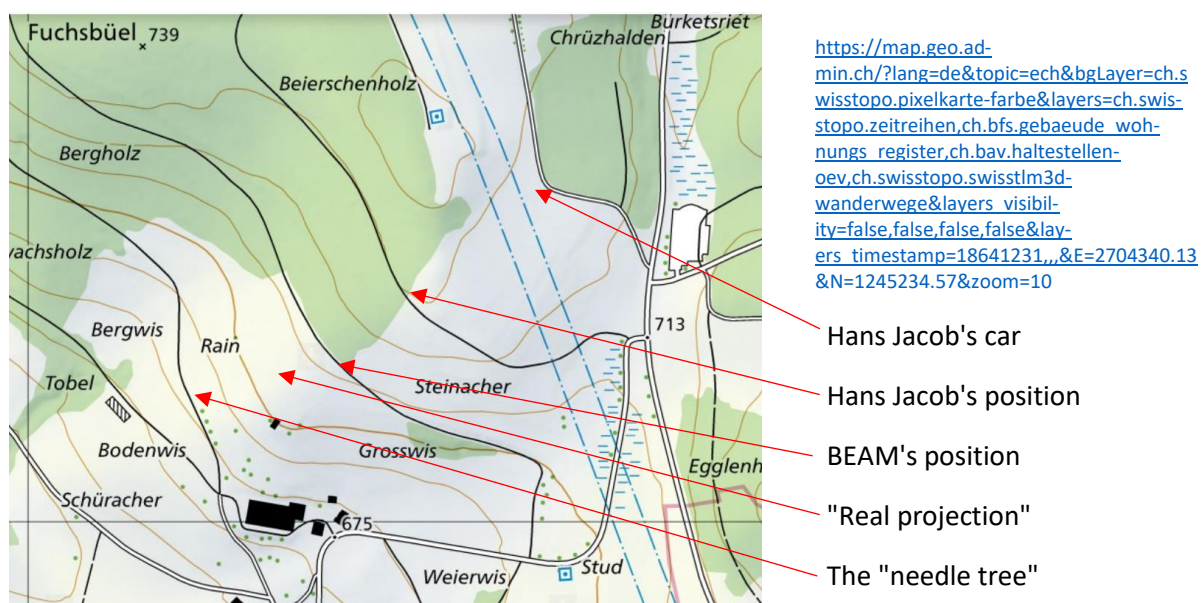 Fuchsbüel 739
Bürketsriet
Chrüzhalden
Beierschenholz
Bergholz
vachsholz
Bergwis
Rain
713
Tobel
Steinacher
Bodenwis
Grosswis
Egglenh
Schüracher
675
Weierwis
Stud
https://map.geo.ad-
min.ch/?lang=de&topic=ech&bgLayer=ch.s
wisstopo.pixelkarte-farbe&layers=ch.swis-
stopo.zeitreihen,ch.bfs.gebaeude_woh-
nungs_register,ch.bav.haltestellen-
oev,ch.swisstopo.swisstlm3d-
wanderwege&layers_visibil-
ity=false,false,false,false&lay-
ers_timestamp=18641231,,,&E=2704340.13
&N=1245234.57&zoom=10
Hans Jacob's car
Hans Jacob's position
BEAM's position
"Real projection"
The "needle tree"